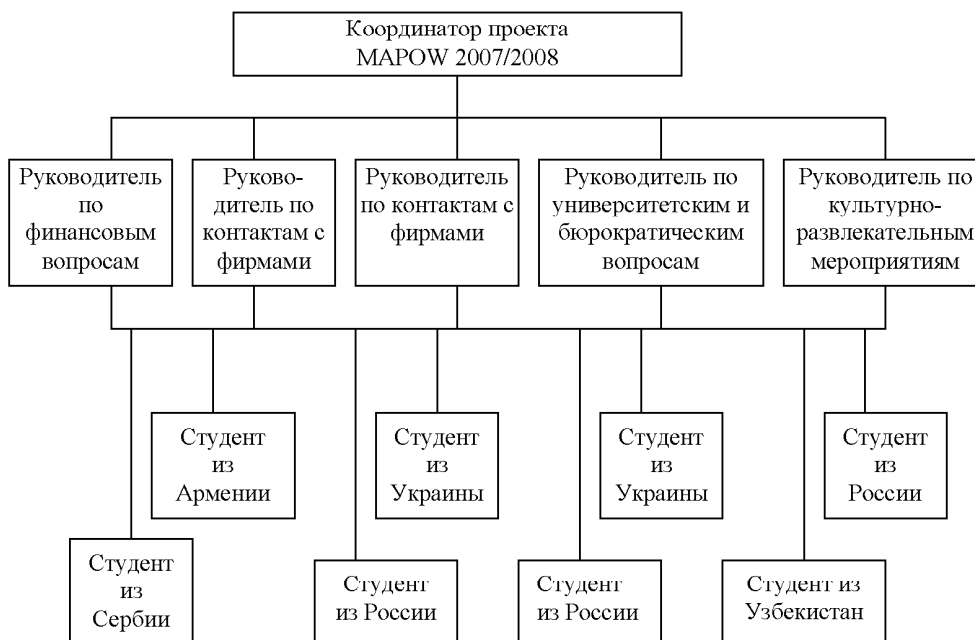 Координатор проекта
MAPOW 2007/2008
Руководитель
по
финансовым
вопросам
Руково-
дитель по
контактам с
фирмами
Руководитель
по контактам с
фирмами
Руководитель по
университетским и
бюрократическим
вопросам
Руководитель по
культурно-
развлекательным
мероприятиям
Студент
из
Армении
Студент
из
Украины
Студент
из
Украины
Студент
из
России
Студент
из
Сербии
Студент
из России
Студент
из России
Студент из
Узбекистан